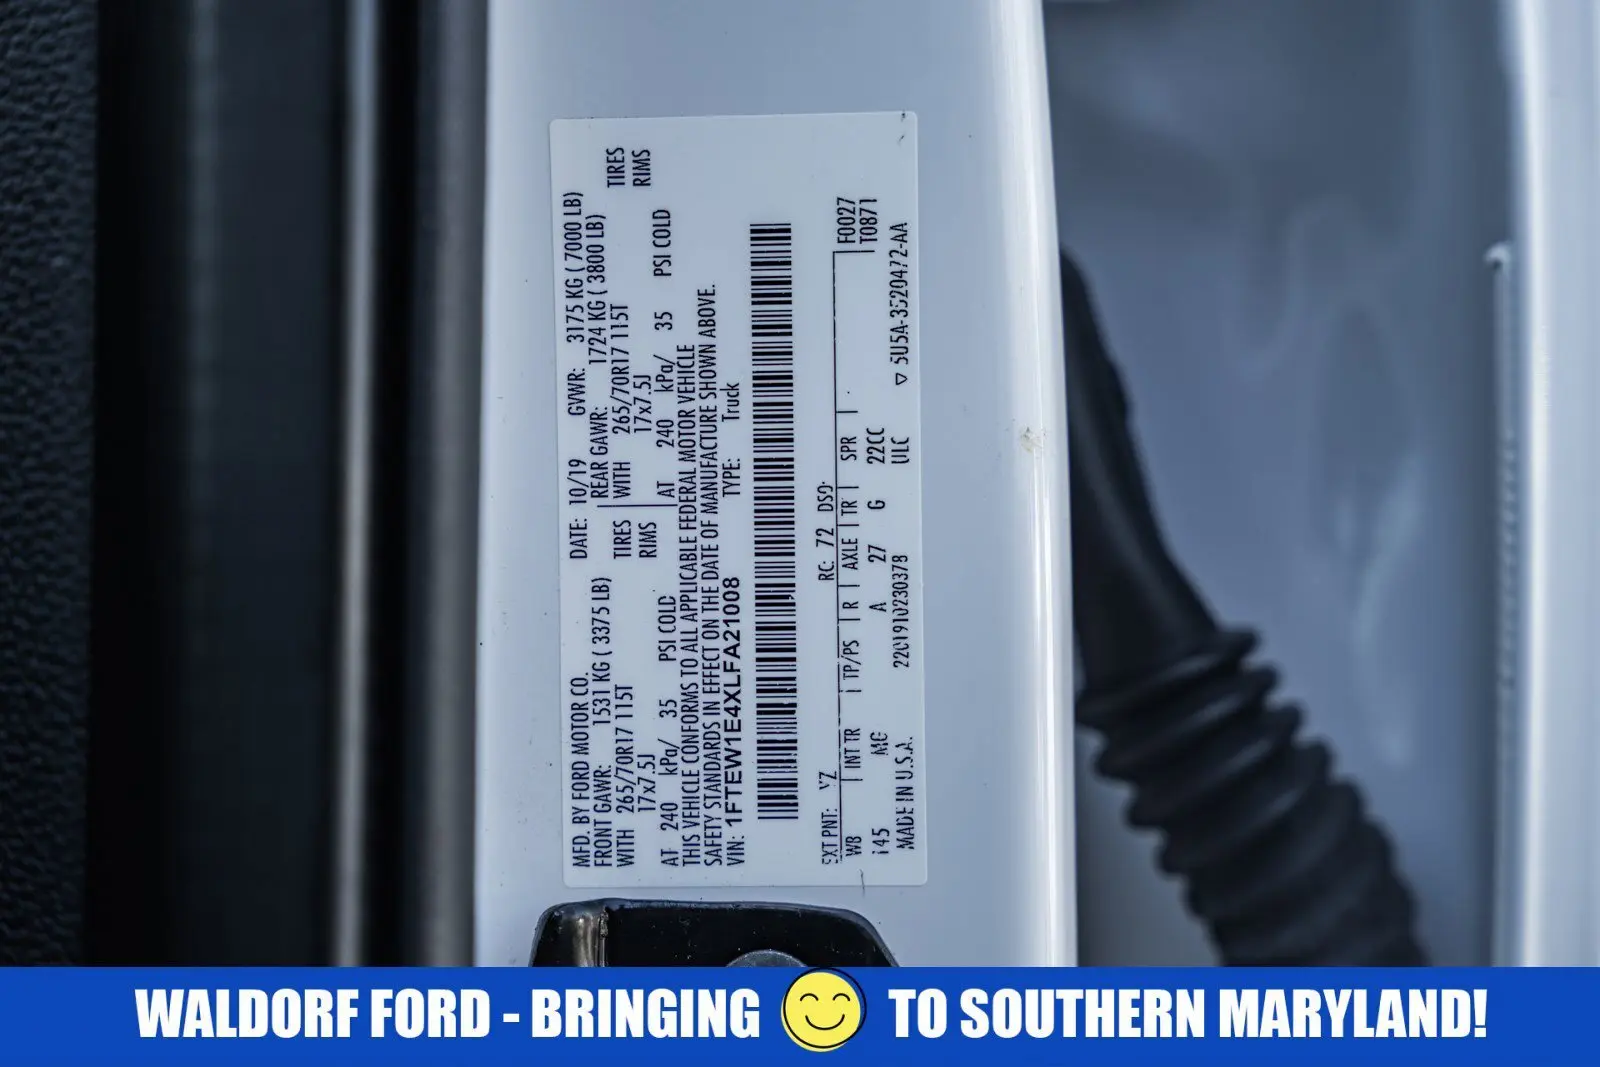 MFD. BY FORD MOTOR CO.
DATE: 10/19 GVWR: 3175 KG ( 7000 LB)
FRONT GAWR: 1531 KG ( 3375 LB)
REAR GAWR: 1724 KG ( 3800 LB)
WITH 265/70R17 115T TIRES
WITH 265/70R17 115T TIRES
17x7.5J RIMS
17x7.5J RIMS
AT 240 kPa/ 35 PSI COLD
AT 240 kPa/ 35 PSI COLD
THIS VEHICLE CONFORMS TO ALL APPLICABLE FEDERAL MOTOR VEHICLE
SAFETY STANDARDS IN EFFECT ON THE DATE OF MANUFACTURE SHOWN ABOVE.
VIN: 1FTEW1E4XLFA21008 TYPE: Truck
EXT PNT: YZ RC: 72 DSO: F0027
WB INT TR TP/PS R AXLE TR SPR T0871
145 MG A 27 G 22CC
MADE IN U.S.A. 2201910230378 ULC 5U5A-3520472-AA
WALDORF FORD - BRINGING TO SOUTHERN MARYLAND!